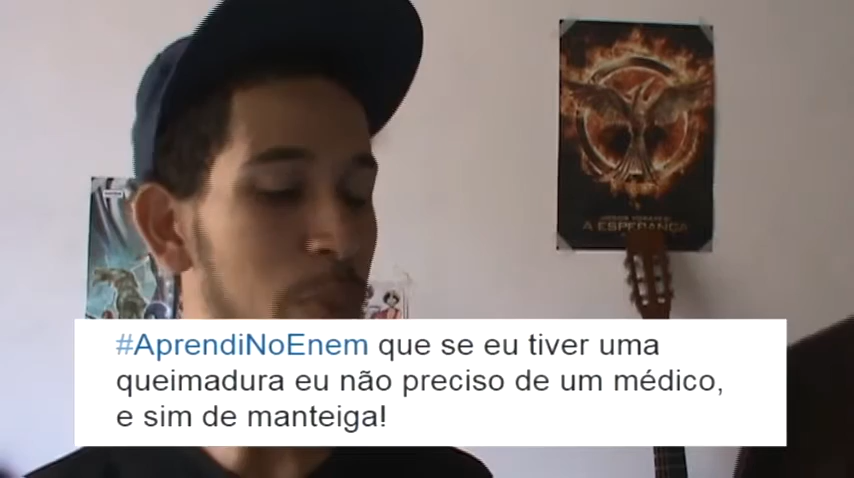 A ESPERANÇA
#AprendiNoEnem que se eu tiver uma
queimadura eu não preciso de um médico,
e sim de manteiga!